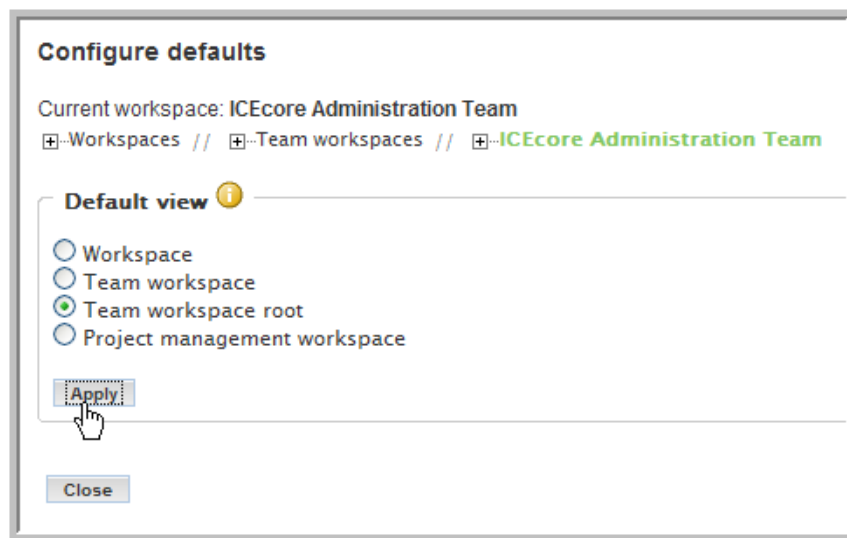 Configure defaults
Current workspace: ICEcore Administration Team
Workspaces // Team workspaces // ICEcore Administration Team
Default view
Workspace
Team workspace
Team workspace root
Project management workspace
Apply
Close